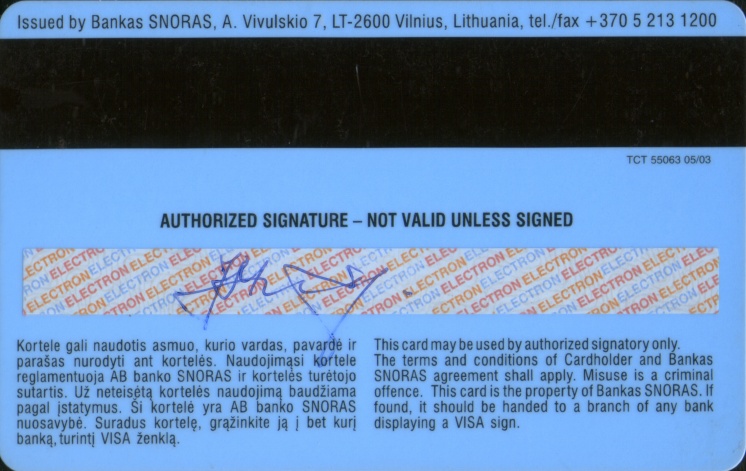 Issued by Bankas SNORAS, A. Vivulskio 7, LT-2600 Vilnius, Lithuania, tel./fax +370 5 213 1200
TCT 55063 05/03
AUTHORIZED SIGNATURE – NOT VALID UNLESS SIGNED
ELECTRON ELECTRON ELECTRON ELECTRON ELECTRON ELECTRON
Kortele gali naudotis asmuo, kurio vardas, pavardė ir
parašas nurodyti ant kortelės. Naudojimąsi kortele
reglamentuoja AB banko SNORAS ir kortelės turėtojo
sutartis. Už neteisėtą kortelės naudojimą baudžiama
pagal įstatymus. Ši kortelė yra AB banko SNORAS
nuosavybė. Suradus kortelę, grąžinkite ją į bet kurį
banką, turintį VISA ženklą.
This card may be used by authorized signatory only.
The terms and conditions of Cardholder and Bankas
SNORAS agreement shall apply. Misuse is a criminal
offence. This card is the property of Bankas SNORAS. If
found, it should be handed to a branch of any bank
displaying a VISA sign.